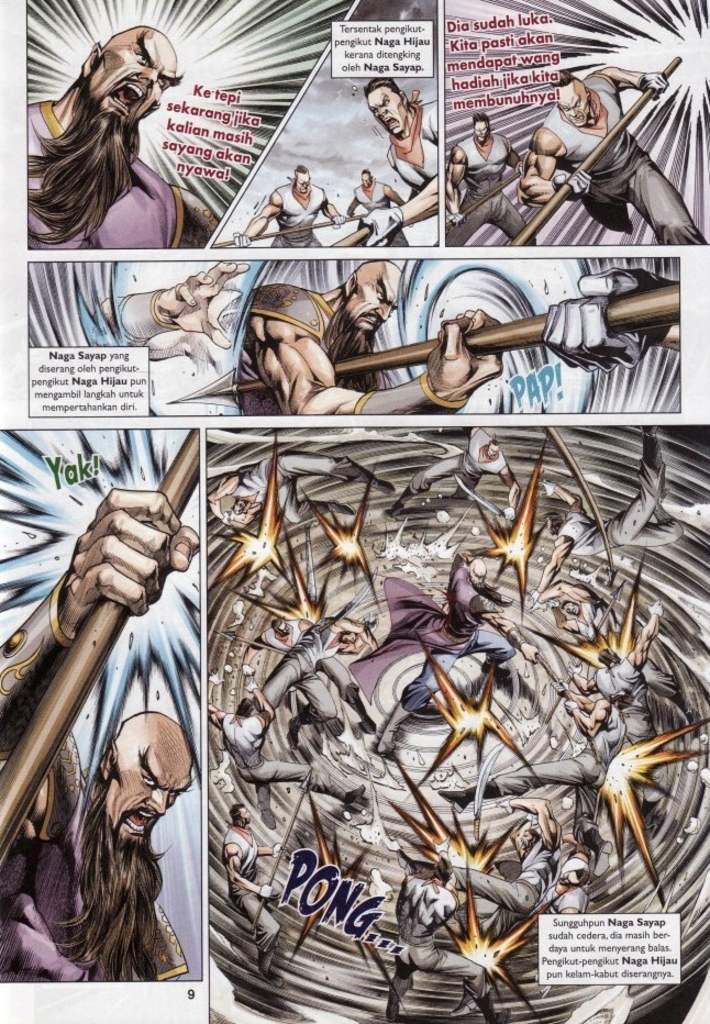 Ke tepi
sekarang jika
kalian masih
sayang akan
nyawa!
Tersentak pengikut-
pengikut Naga Hijau
kerana ditengking
oleh Naga Sayap.
Dia sudah luka.
Kita pasti akan
mendapat wang
hadiah jika kita
membunuhnya!
Naga Sayap yang
diserang oleh pengikut-
pengikut Naga Hijau pun
mengambil langkah untuk
mempertahankan diri.
PAP!
Yak!
PONG...
Sungguhpun Naga Sayap
sudah cedera, dia masih ber-
daya untuk menyerang balas.
Pengikut-pengikut Naga Hijau
pun kelam-kabut diserangnya.
9